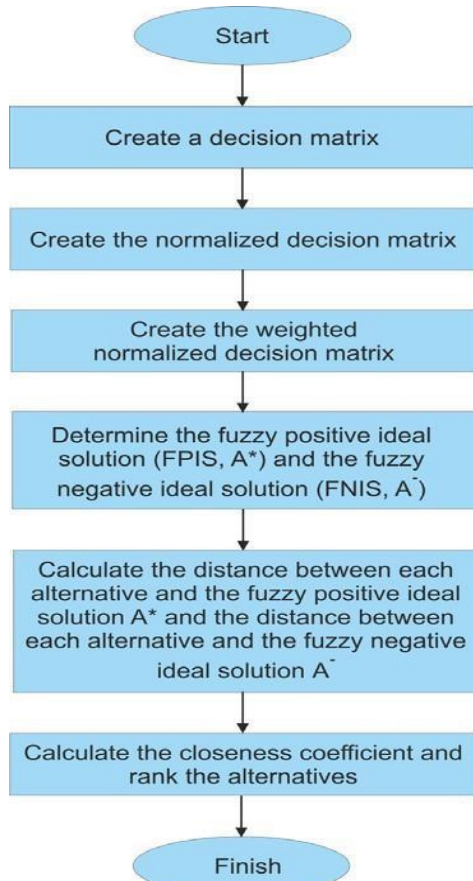 Start
Create a decision matrix
Create the normalized decision matrix
Create the weighted
normalized decision matrix
Determine the fuzzy positive ideal
solution (FPIS, A*) and the fuzzy
negative ideal solution (FNIS, A⁻)
Calculate the distance between each
alternative and the fuzzy positive ideal
solution A* and the distance between
each alternative and the fuzzy negative
ideal solution A⁻
Calculate the closeness coefficient and
rank the alternatives
Finish